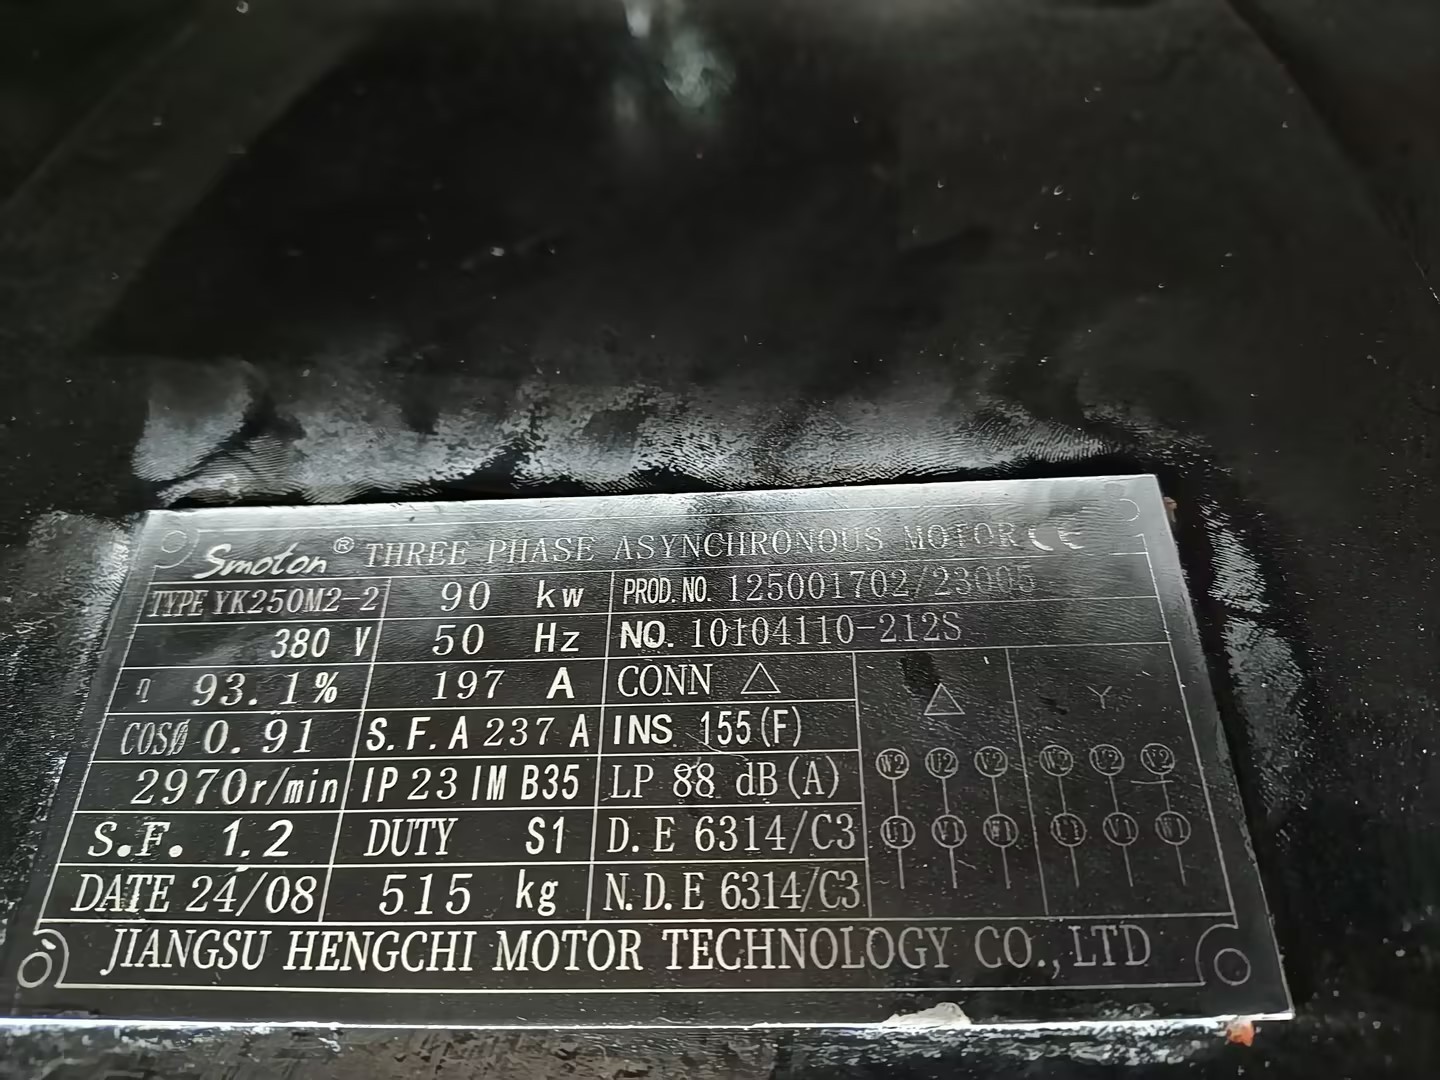 Smoton® THREE PHASE ASYNCHRONOUS MOTOR CE
TYPE YK250M2-2 90 kw PROD. NO. 125001702/23005
380 V 50 Hz NO. 10104110-212S
η 93.1% 197 A CONN △ △ Y
COSØ 0.91 S.F.A 237 A INS 155(F)
2970r/min IP 23 IM B35 LP 88 dB(A) W2 U2 V2 W2 U2 V2
S.F. 1.2 DUTY S1 D.E 6314/C3 U1 V1 W1 U1 V1 W1
DATE 24/08 515 kg N.D.E 6314/C3
JIANGSU HENGCHI MOTOR TECHNOLOGY CO., LTD